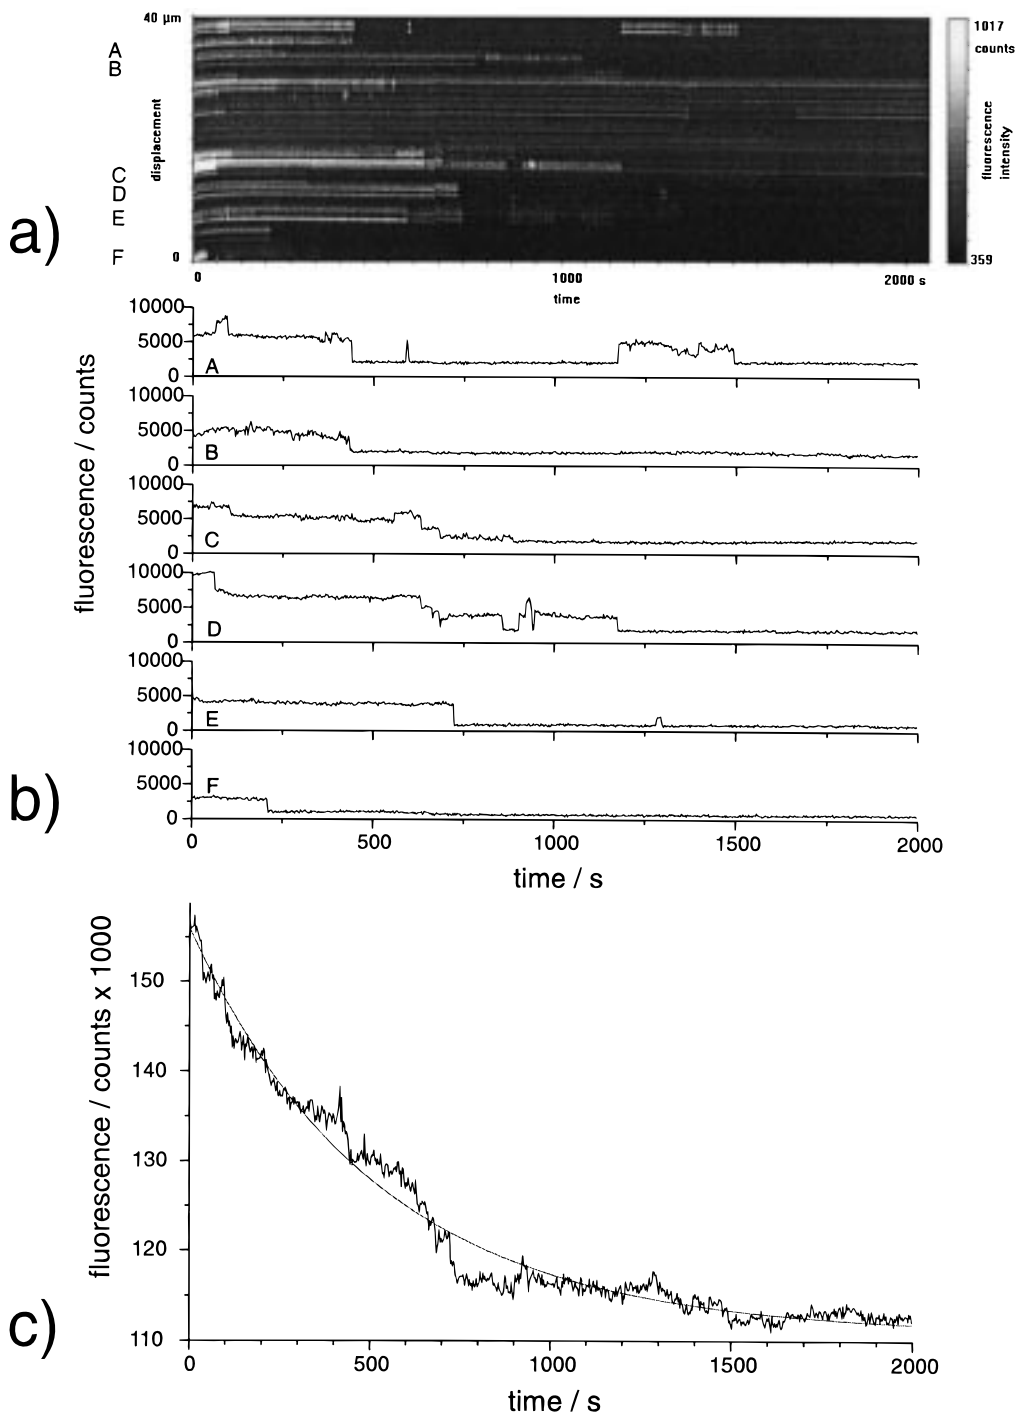 a)
40 µm
displacement
0
A
B
C
D
E
F
0 1000 2000 s
time
1017
counts
fluorescence
intensity
359
b)
fluorescence / counts
10000
5000
0
A
10000
5000
0
B
10000
5000
0
C
10000
5000
0
D
10000
5000
0
E
10000
5000
0
F
0 500 1000 1500 2000
time / s
c)
fluorescence / counts x 1000
150
140
130
120
110
0 500 1000 1500 2000
time / s